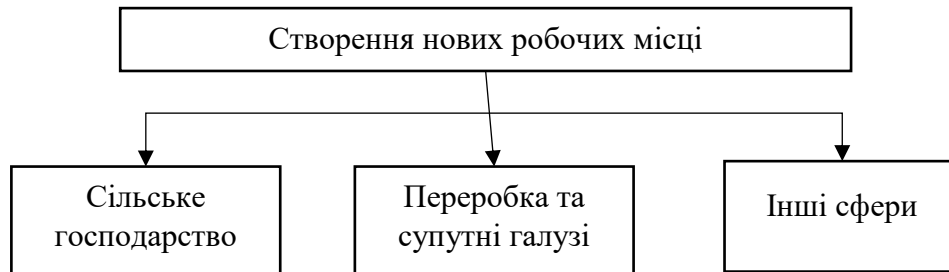 Створення нових робочих місці
Сільське
господарство
Переробка та
супутні галузі
Інші сфери